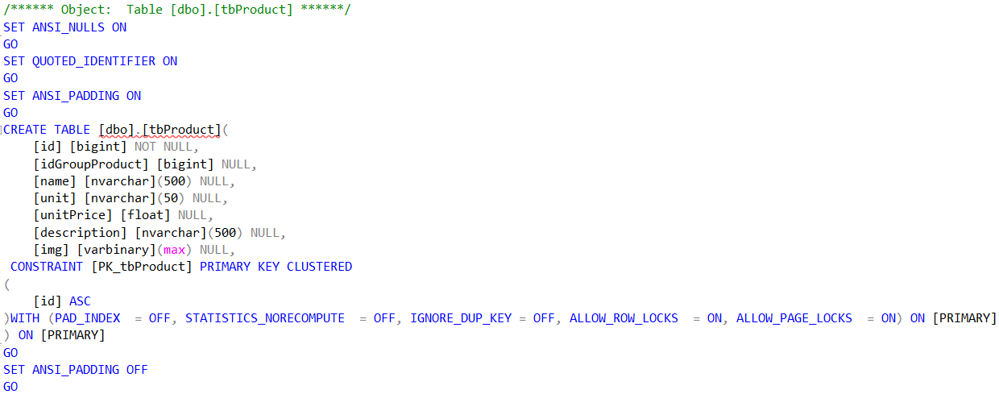 /****** Object:  Table [dbo].[tbProduct] ******/
SET ANSI_NULLS ON
GO
SET QUOTED_IDENTIFIER ON
GO
SET ANSI_PADDING ON
GO
CREATE TABLE [dbo].[tbProduct](
    [id] [bigint] NOT NULL,
    [idGroupProduct] [bigint] NULL,
    [name] [nvarchar](500) NULL,
    [unit] [nvarchar](50) NULL,
    [unitPrice] [float] NULL,
    [description] [nvarchar](500) NULL,
    [img] [varbinary](max) NULL,
 CONSTRAINT [PK_tbProduct] PRIMARY KEY CLUSTERED
(
    [id] ASC
)WITH (PAD_INDEX  = OFF, STATISTICS_NORECOMPUTE  = OFF, IGNORE_DUP_KEY = OFF, ALLOW_ROW_LOCKS  = ON, ALLOW_PAGE_LOCKS  = ON) ON [PRIMARY]
) ON [PRIMARY]
GO
SET ANSI_PADDING OFF
GO